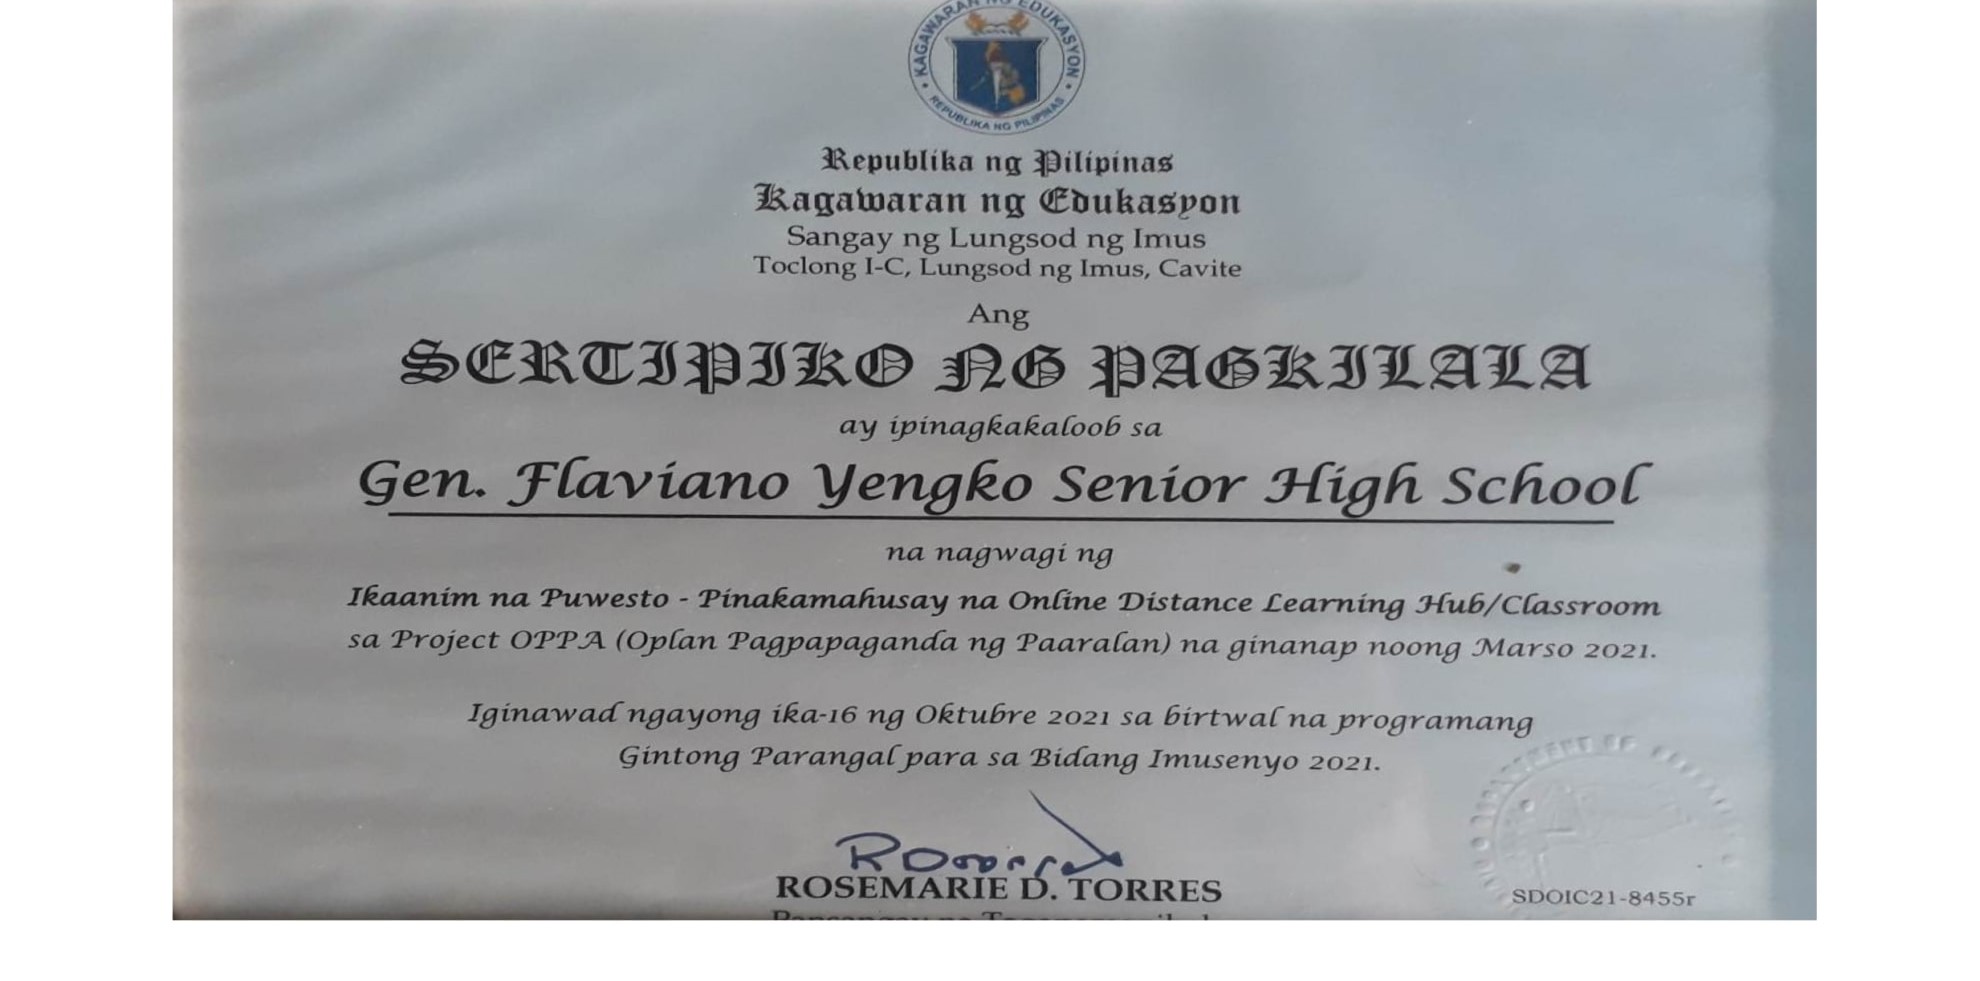 KAGAWARAN NG EDUKASYON
REPUBLIKA NG PILIPINAS
Republika ng Pilipinas
Kagawaran ng Edukasyon
Sangay ng Lungsod ng Imus
Toclong I-C, Lungsod ng Imus, Cavite
Ang
SERTIPIKO NG PAGKILALA
ay ipinagkakaloob sa
Gen. Flaviano Yengko Senior High School
na nagwagi ng
Ikaanim na Puwesto - Pinakamahusay na Online Distance Learning Hub/Classroom
sa Project OPPA (Oplan Pagpapaganda ng Paaralan) na ginanap noong Marso 2021.
Iginawad ngayong ika-16 ng Oktubre 2021 sa birtwal na programang
Gintong Parangal para sa Bidang Imusenyo 2021.
ROSEMARIE D. TORRES
SDOIC21-8455r